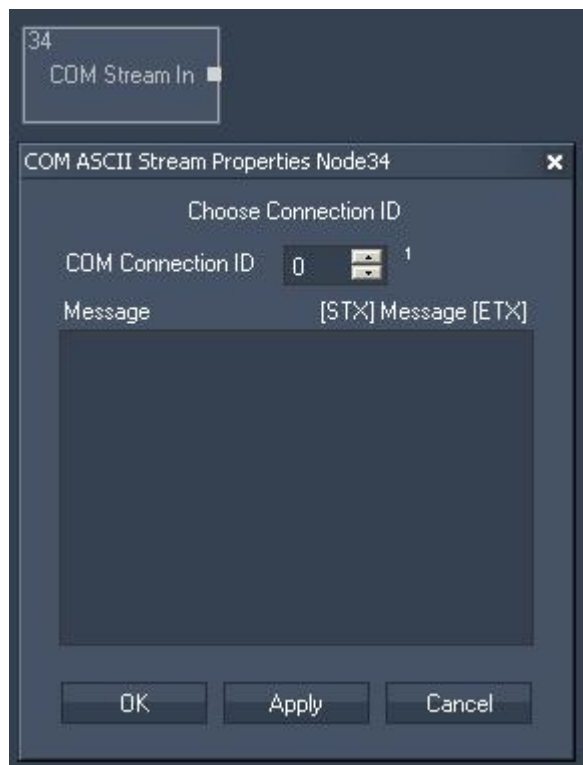 34
COM Stream In
COM ASCII Stream Properties Node34
Choose Connection ID
COM Connection ID 0 1
Message [STX] Message [ETX]
OK Apply Cancel